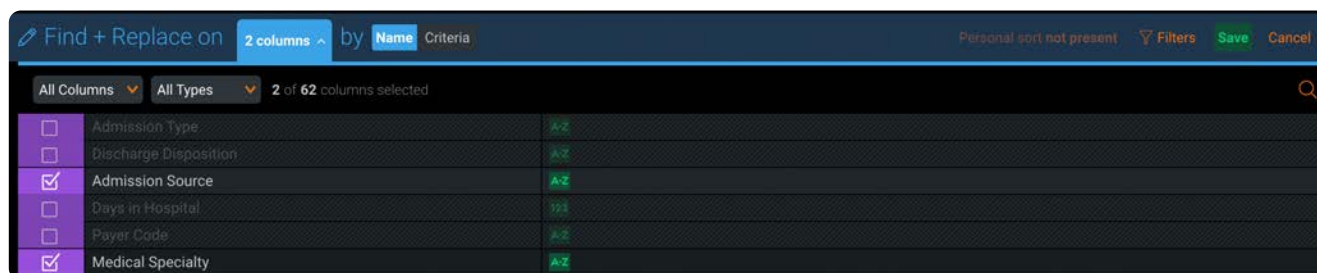 Find + Replace on 2 columns by Name Criteria Personal sort not present Filters Save Cancel
All Columns All Types 2 of 62 columns selected
Admission Type A-Z
Discharge Disposition A-Z
Admission Source A-Z
Days in Hospital 123
Payer Code A-Z
Medical Specialty A-Z